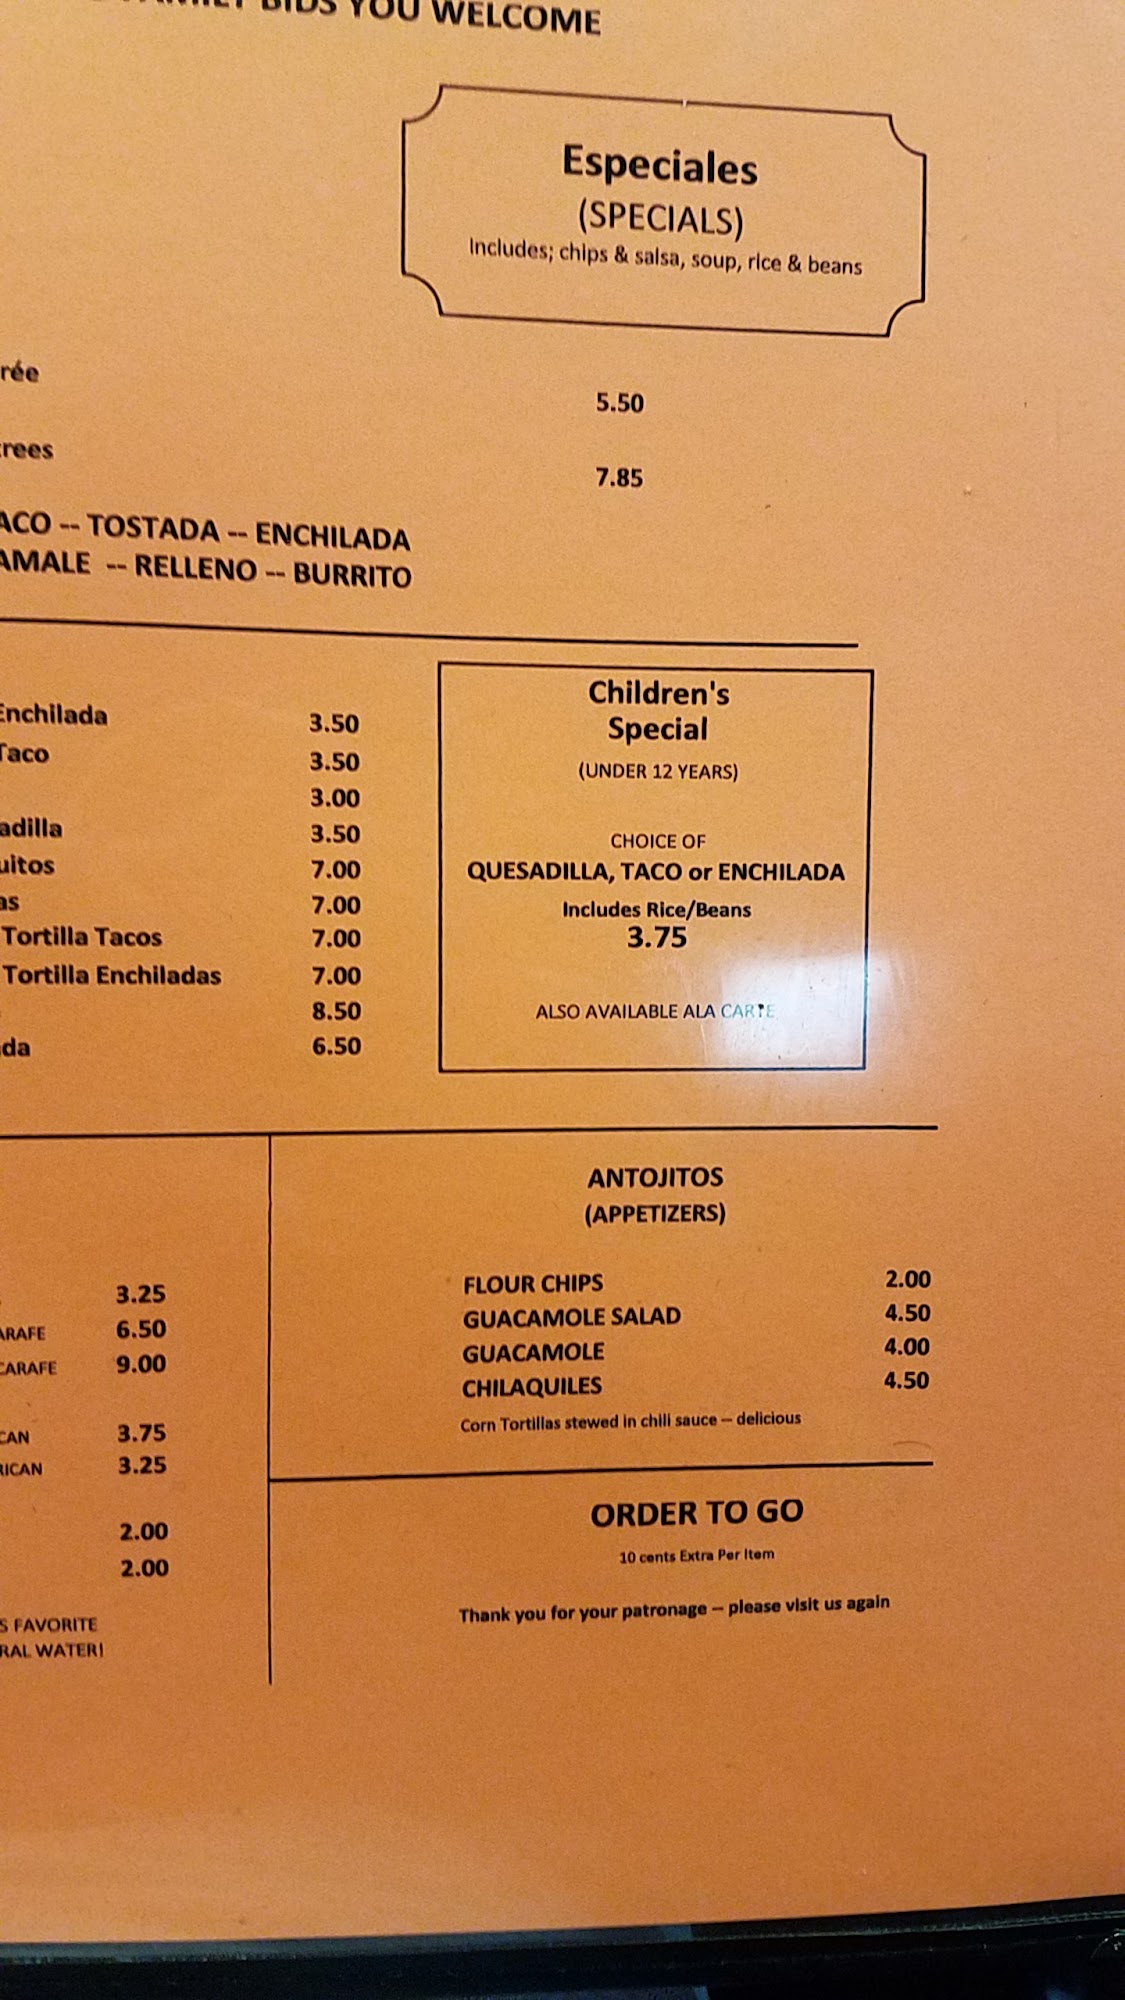 BIDS YOU WELCOME
Especiales
(SPECIALS)
Includes; chips & salsa, soup, rice & beans
rée
5.50
rees
7.85
ACO -- TOSTADA -- ENCHILADA
AMALE -- RELLENO -- BURRITO
Enchilada 3.50
Taco 3.50
3.00
adilla 3.50
uitos 7.00
as 7.00
Tortilla Tacos 7.00
Tortilla Enchiladas 7.00
8.50
da 6.50
Children's
Special
(UNDER 12 YEARS)
CHOICE OF
QUESADILLA, TACO or ENCHILADA
Includes Rice/Beans
3.75
ALSO AVAILABLE ALA CARTE
3.25
ARAFE 6.50
CARAFE 9.00
CAN 3.75
RICAN 3.25
2.00
2.00
S FAVORITE
RAL WATER!
ANTOJITOS
(APPETIZERS)
FLOUR CHIPS 2.00
GUACAMOLE SALAD 4.50
GUACAMOLE 4.00
CHILAQUILES 4.50
Corn Tortillas stewed in chili sauce – delicious
ORDER TO GO
10 cents Extra Per Item
Thank you for your patronage – please visit us again